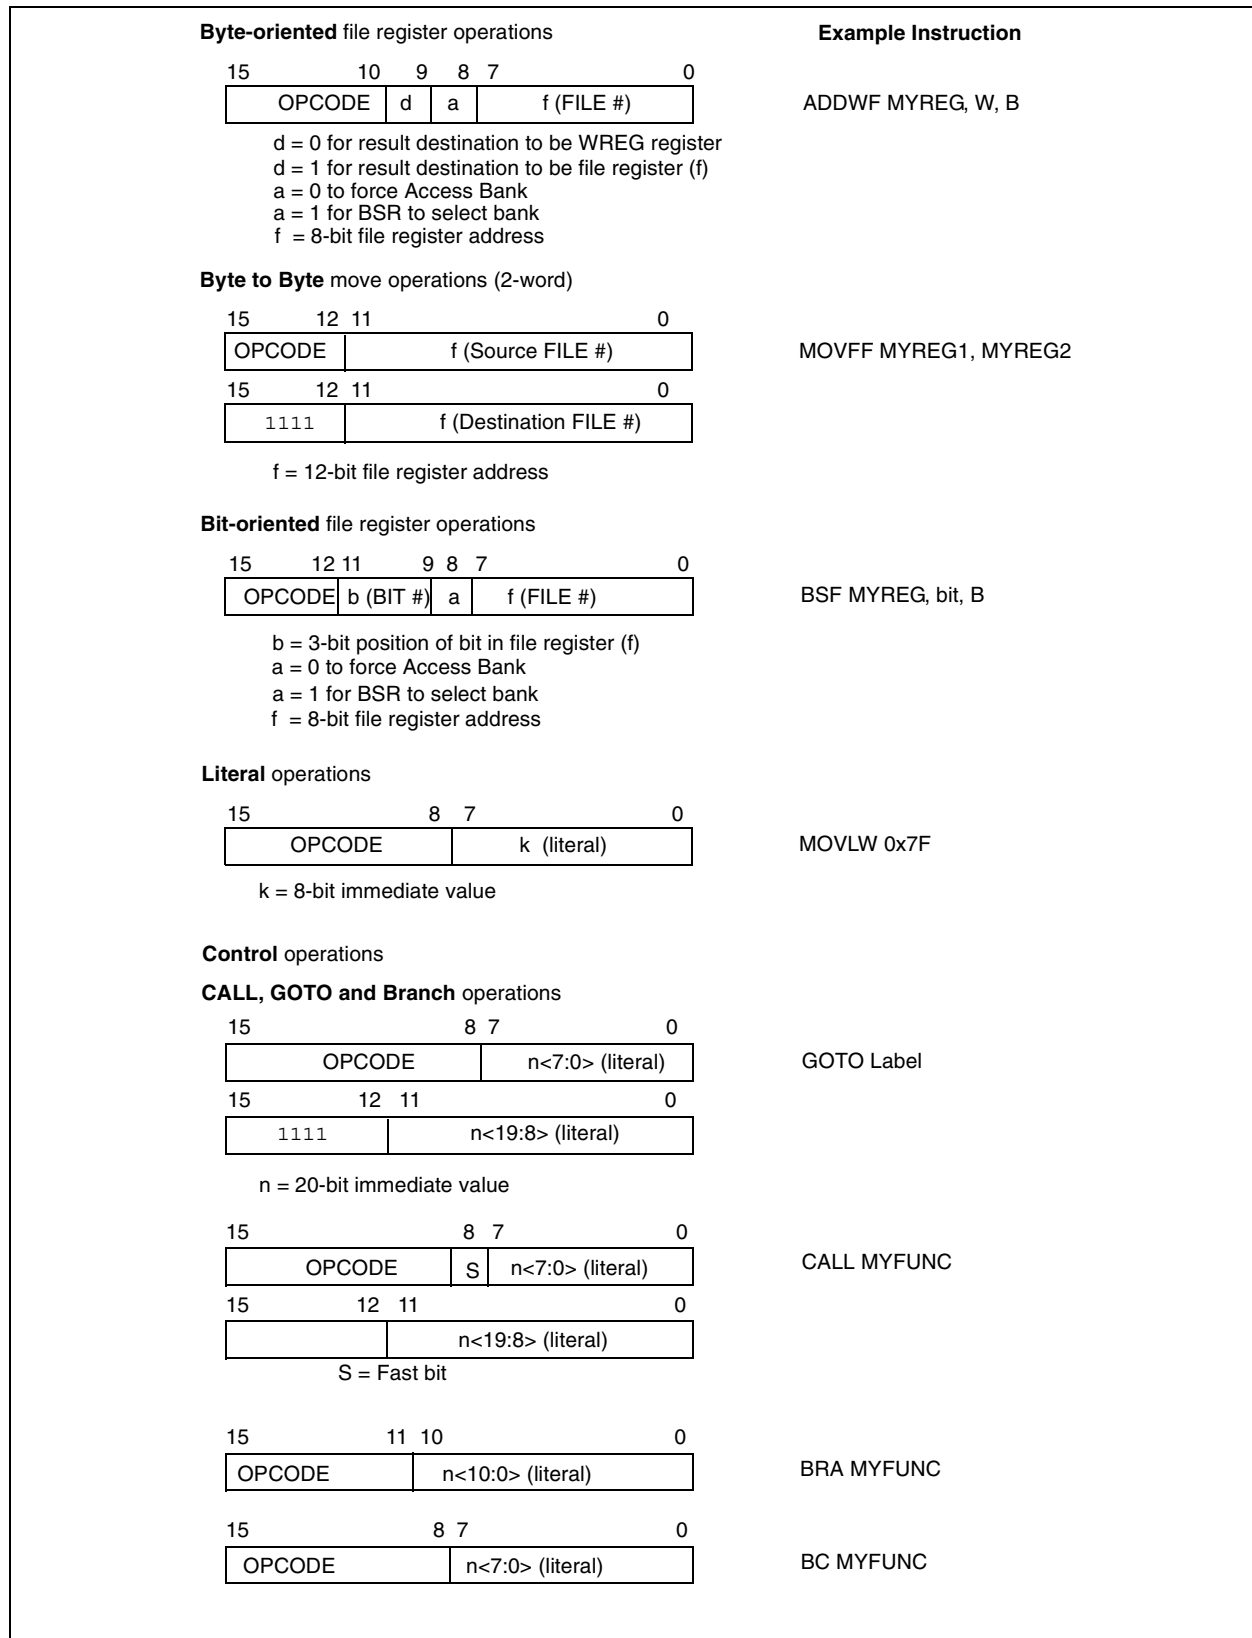 Byte-oriented file register operations Example Instruction
15 10 9 8 7 0
OPCODE d a f (FILE #) ADDWF MYREG, W, B
d = 0 for result destination to be WREG register
d = 1 for result destination to be file register (f)
a = 0 to force Access Bank
a = 1 for BSR to select bank
f = 8-bit file register address
Byte to Byte move operations (2-word)
15 12 11 0
OPCODE f (Source FILE #) MOVFF MYREG1, MYREG2
15 12 11 0
1111 f (Destination FILE #)
f = 12-bit file register address
Bit-oriented file register operations
15 12 11 9 8 7 0
OPCODE b (BIT #) a f (FILE #) BSF MYREG, bit, B
b = 3-bit position of bit in file register (f)
a = 0 to force Access Bank
a = 1 for BSR to select bank
f = 8-bit file register address
Literal operations
15 8 7 0
OPCODE k (literal) MOVLW 0x7F
k = 8-bit immediate value
Control operations
CALL, GOTO and Branch operations
15 8 7 0
OPCODE n<7:0> (literal) GOTO Label
15 12 11 0
1111 n<19:8> (literal)
n = 20-bit immediate value
15 8 7 0
OPCODE S n<7:0> (literal) CALL MYFUNC
15 12 11 0
n<19:8> (literal)
S = Fast bit
15 11 10 0
OPCODE n<10:0> (literal) BRA MYFUNC
15 8 7 0
OPCODE n<7:0> (literal) BC MYFUNC